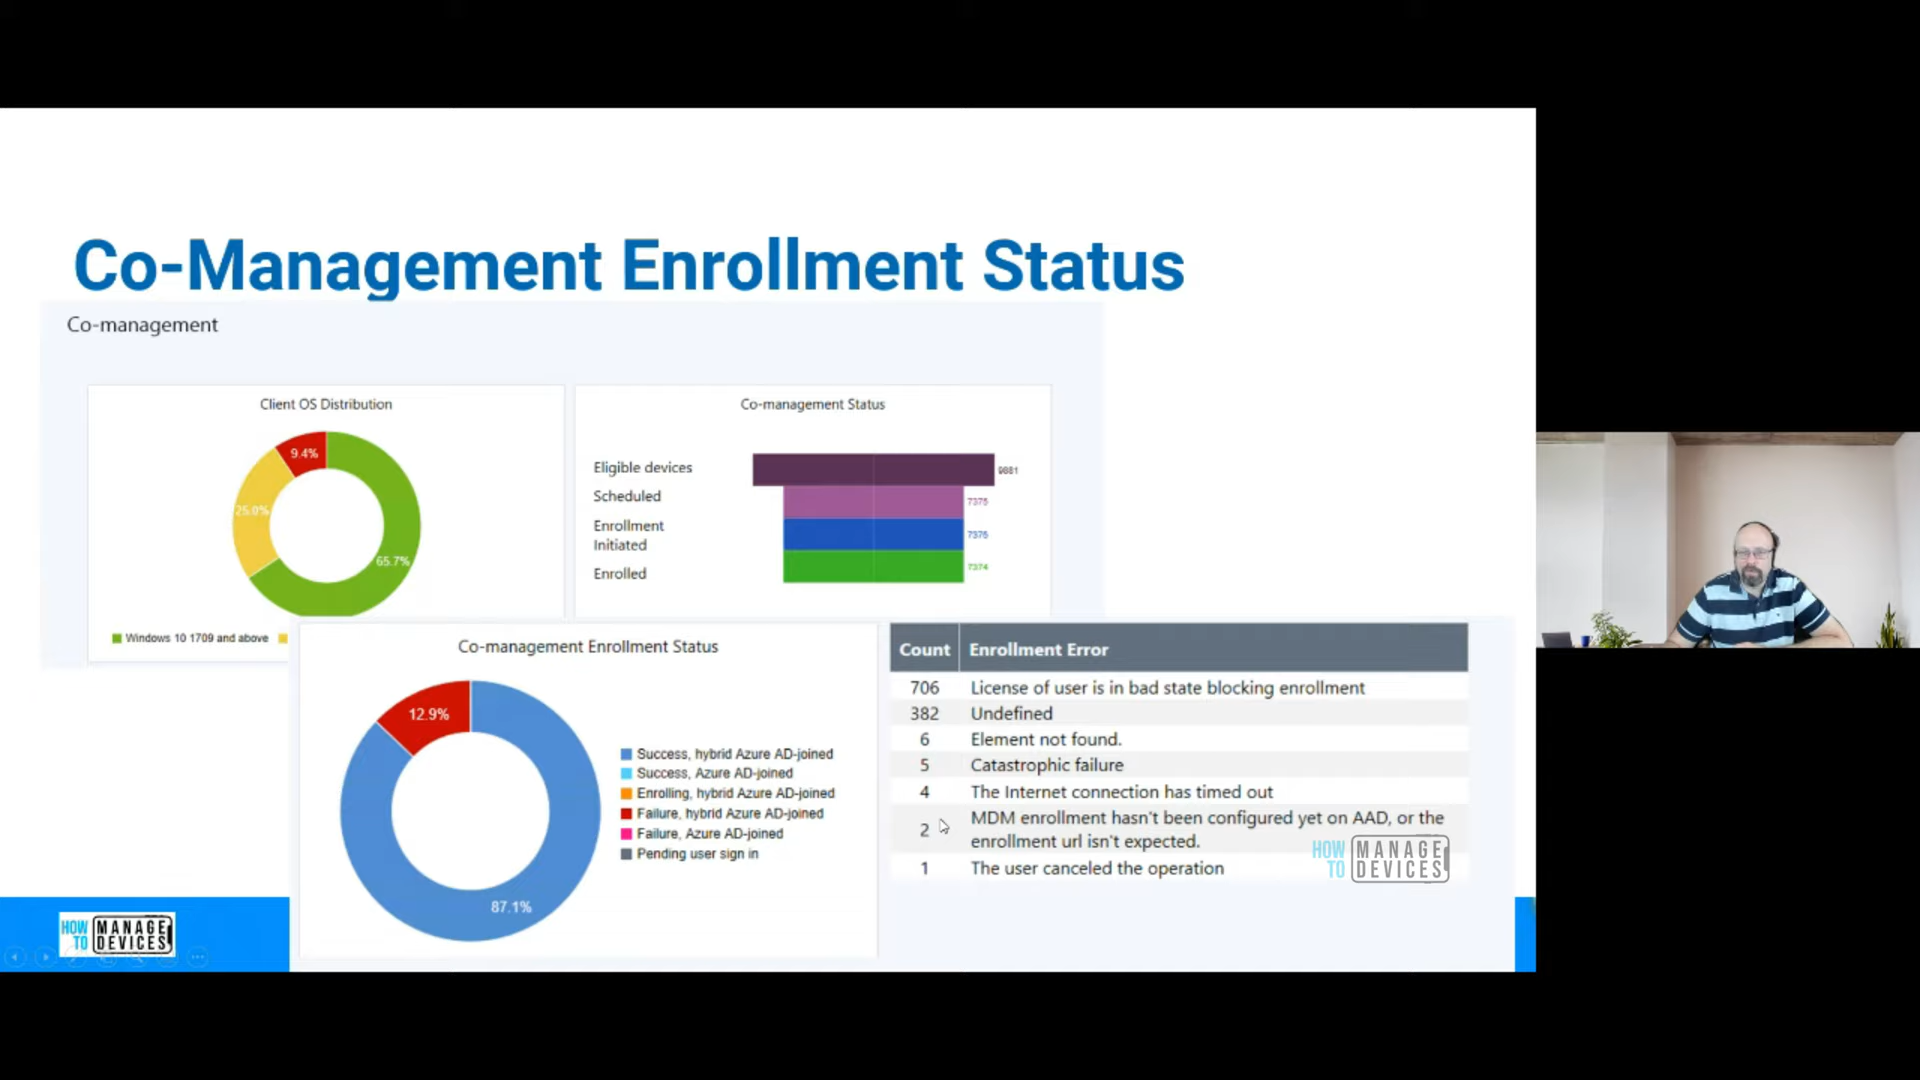 Co-Management Enrollment Status
Co-management
Client OS Distribution
9.4%
25.0%
65.7%
Windows 10 1709 and above
Co-management Status
Eligible devices
9881
Scheduled
7375
Enrollment
Initiated
7375
Enrolled
7374
Co-management Enrollment Status
12.9%
87.1%
Success, hybrid Azure AD-joined
Success, Azure AD-joined
Enrolling, hybrid Azure AD-joined
Failure, hybrid Azure AD-joined
Failure, Azure AD-joined
Pending user sign in
Count Enrollment Error
706 License of user is in bad state blocking enrollment
382 Undefined
6 Element not found.
5 Catastrophic failure
4 The Internet connection has timed out
2 MDM enrollment hasn't been configured yet on AAD, or the
enrollment url isn't expected.
1 The user canceled the operation
HOW TO MANAGE DEVICES
HOW TO MANAGE DEVICES